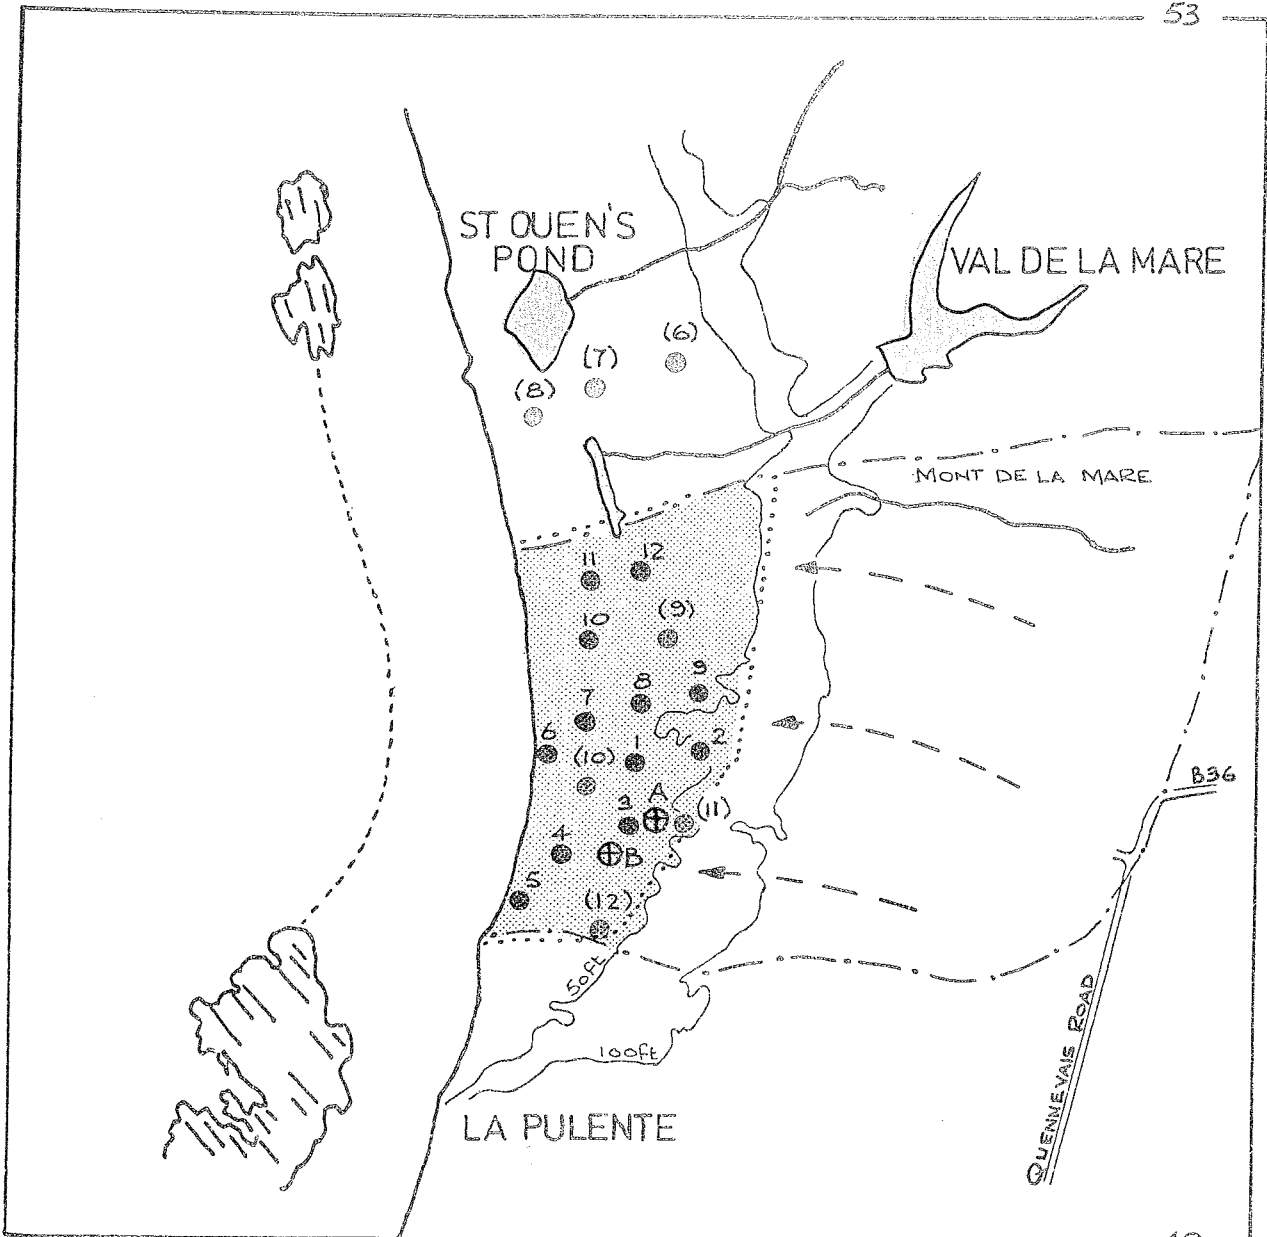 53
ST OUEN'S
POND
VAL DE LA MARE
(6)
(7)
(8)
MONT DE LA MARE
12
11
(9)
10
9
8
7
2
6
1
(10)
B36
A
(11)
3
4
B
5
(12)
50ft
QUENNEVAIS ROAD
100ft
LA PULENTE